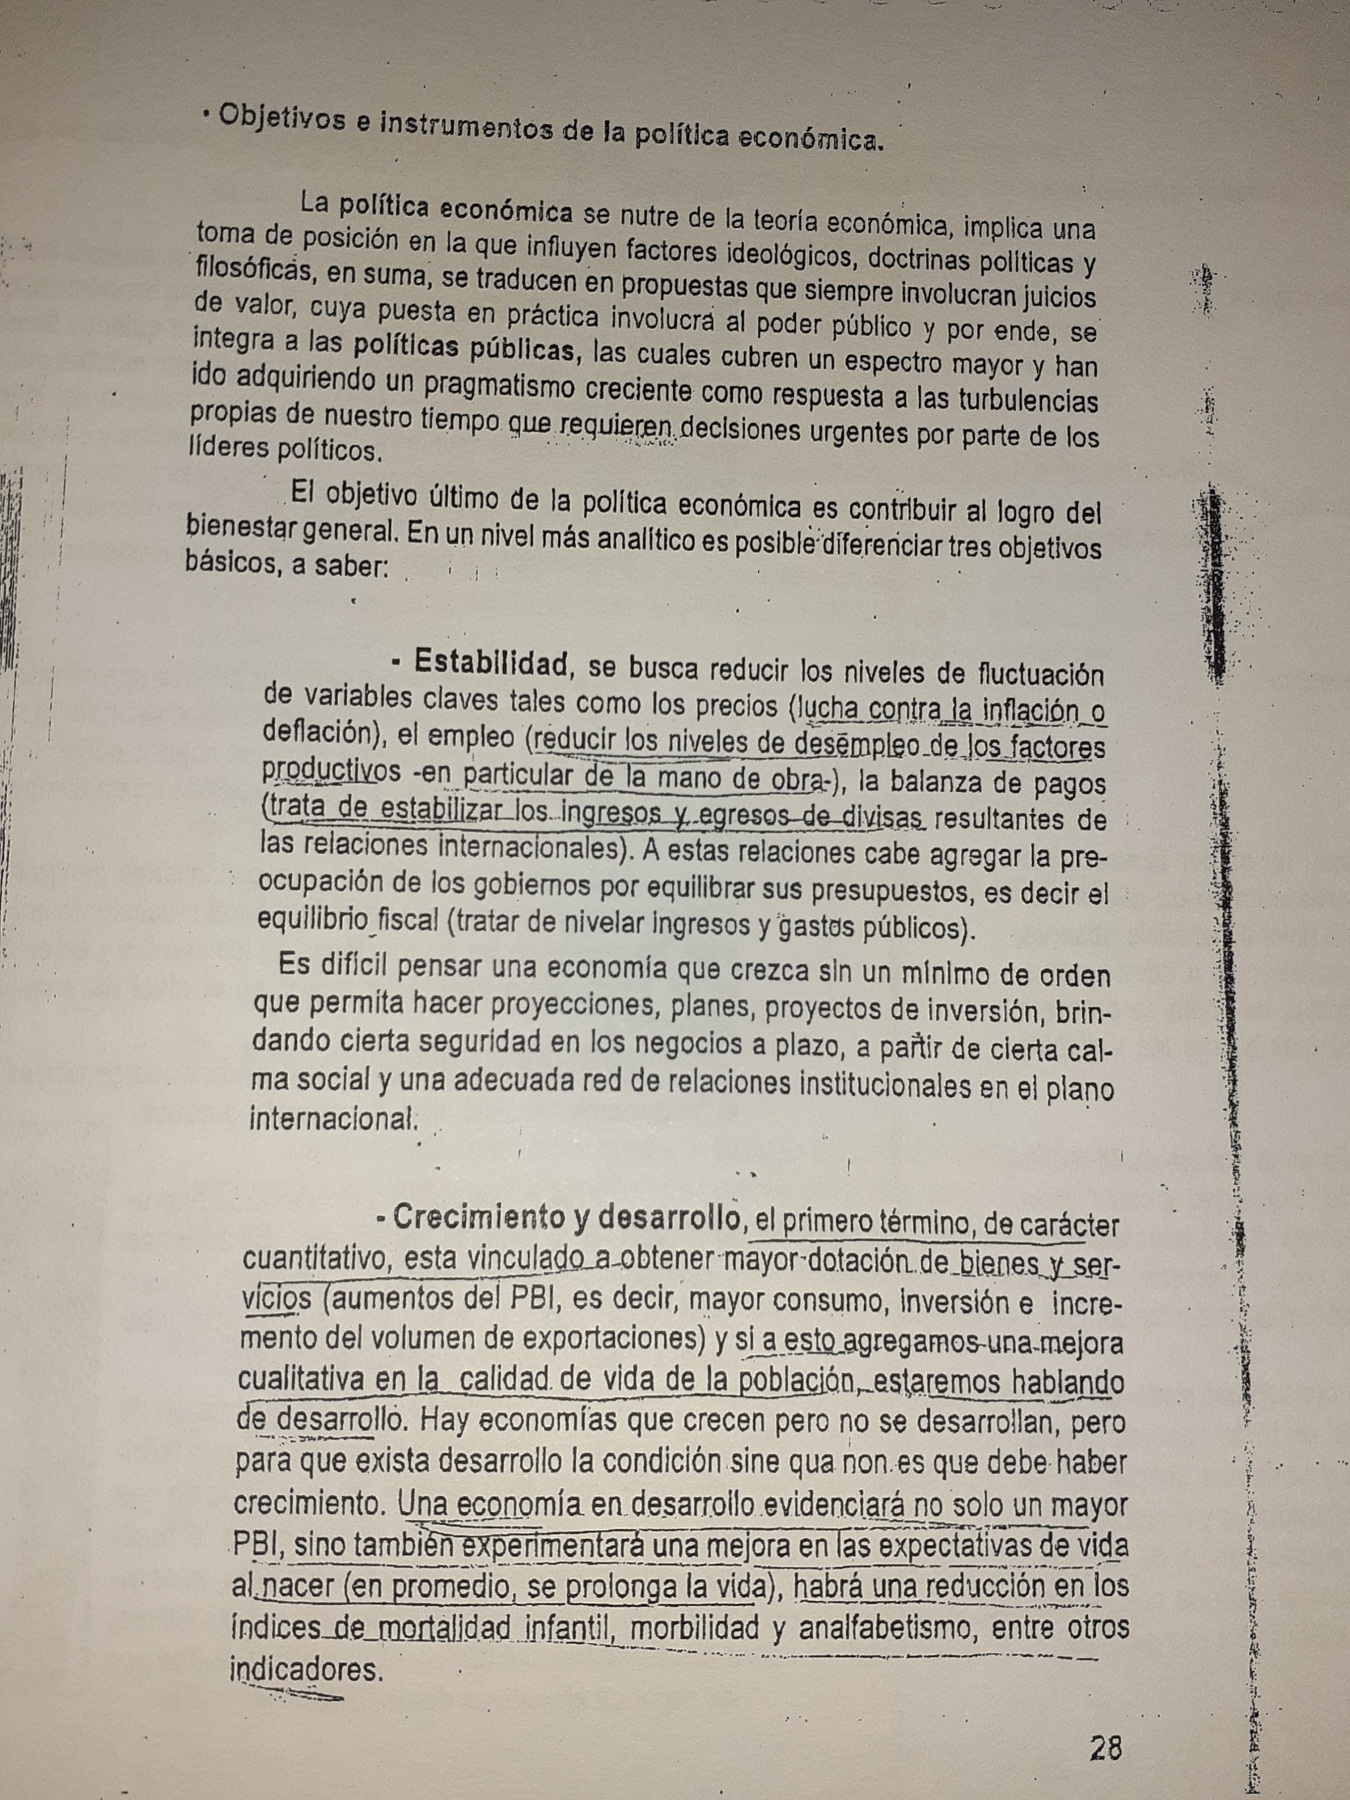 · Objetivos e instrumentos de la política económica.
La política económica se nutre de la teoría económica, implica una
toma de posición en la que influyen factores ideológicos, doctrinas políticas y
filosóficas, en suma, se traducen en propuestas que siempre involucran juicios
de valor, cuya puesta en práctica involucra al poder público y por ende, se
integra a las políticas públicas, las cuales cubren un espectro mayor y han
ido adquiriendo un pragmatismo creciente como respuesta a las turbulencias
propias de nuestro tiempo que requieren decisiones urgentes por parte de los
líderes políticos.
El objetivo último de la política económica es contribuir al logro del
bienestar general. En un nivel más analítico es posible diferenciar tres objetivos
básicos, a saber:
- Estabilidad, se busca reducir los niveles de fluctuación
de variables claves tales como los precios (lucha contra la inflación o
deflación), el empleo (reducir los niveles de desempleo de los factores
productivos -en particular de la mano de obra-), la balanza de pagos
(trata de estabilizar los ingresos y egresos de divisas resultantes de
las relaciones internacionales). A estas relaciones cabe agregar la pre-
ocupación de los gobiernos por equilibrar sus presupuestos, es decir el
equilibrio fiscal (tratar de nivelar ingresos y gastos públicos).
Es difícil pensar una economía que crezca sin un mínimo de orden
que permita hacer proyecciones, planes, proyectos de inversión, brin-
dando cierta seguridad en los negocios a plazo, a partir de cierta cal-
ma social y una adecuada red de relaciones institucionales en el plano
internacional.
- Crecimiento y desarrollo, el primero término, de carácter
cuantitativo, esta vinculado a obtener mayor dotación de bienes y ser-
vicios (aumentos del PBI, es decir, mayor consumo, inversión e incre-
mento del volumen de exportaciones) y si a esto agregamos una mejora
cualitativa en la calidad de vida de la población, estaremos hablando
de desarrollo. Hay economías que crecen pero no se desarrollan, pero
para que exista desarrollo la condición sine qua non es que debe haber
crecimiento. Una economía en desarrollo evidenciará no solo un mayor
PBI, sino también experimentará una mejora en las expectativas de vida
al nacer (en promedio, se prolonga la vida), habrá una reducción en los
índices de mortalidad infantil, morbilidad y analfabetismo, entre otros
indicadores.
28